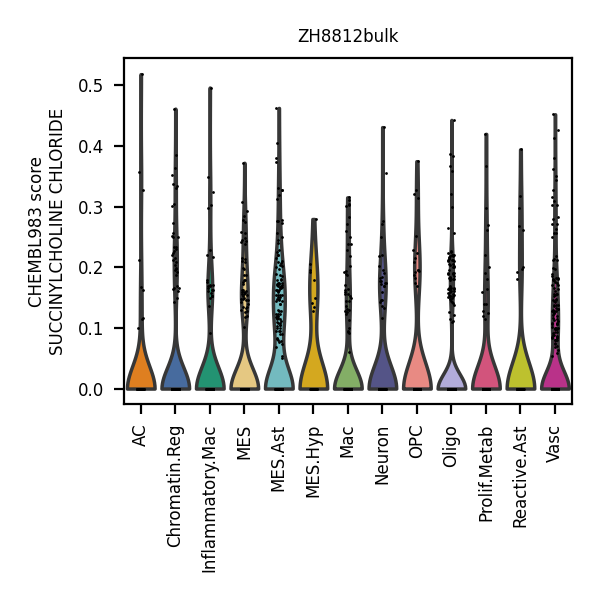 ZH8812bulk
CHEMBL983 score
SUCCINYLCHOLINE CHLORIDE
0.5
0.4
0.3
0.2
0.1
0.0
AC
Chromatin.Reg
Inflammatory.Mac
MES
MES.Ast
MES.Hyp
Mac
Neuron
OPC
Oligo
Prolif.Metab
Reactive.Ast
Vasc